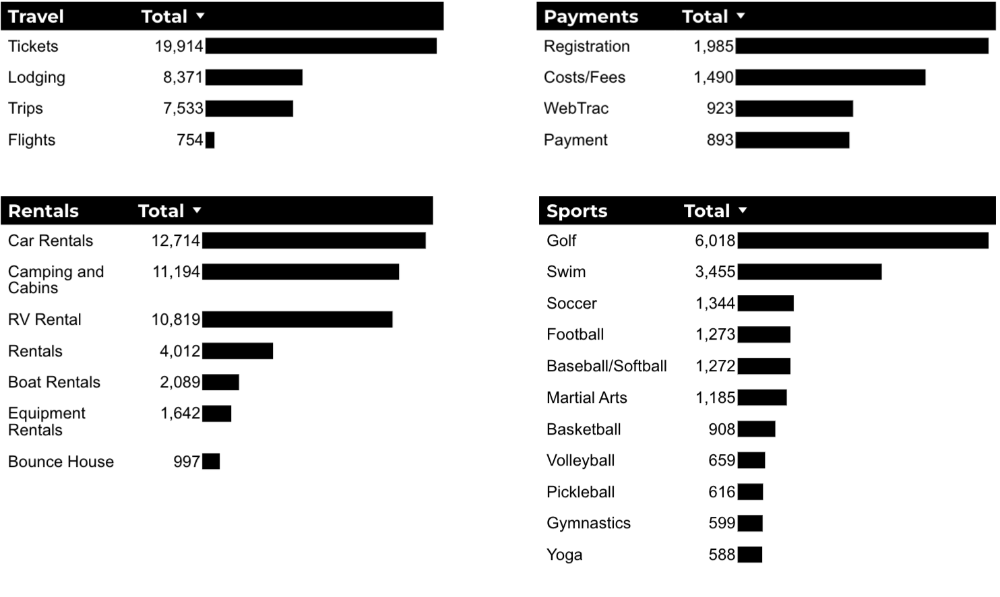 Travel Total
Tickets 19,914
Lodging 8,371
Trips 7,533
Flights 754
Payments Total
Registration 1,985
Costs/Fees 1,490
WebTrac 923
Payment 893
Rentals Total
Car Rentals 12,714
Camping and 11,194
Cabins
RV Rental 10,819
Rentals 4,012
Boat Rentals 2,089
Equipment 1,642
Rentals
Bounce House 997
Sports Total
Golf 6,018
Swim 3,455
Soccer 1,344
Football 1,273
Baseball/Softball 1,272
Martial Arts 1,185
Basketball 908
Volleyball 659
Pickleball 616
Gymnastics 599
Yoga 588